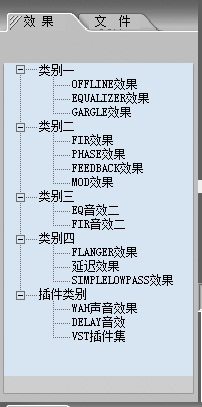 效果 文件
类别一
OFFLINE效果
EQUALIZER效果
GARGLE效果
类别二
FIR效果
PHASE效果
FEEDBACK效果
MOD效果
类别三
EQ音效二
FIR音效二
类别四
FLANGER效果
延迟效果
SIMPLELOWPASS效果
插件类别
WAH声音效果
DELAY音效
VST插件集